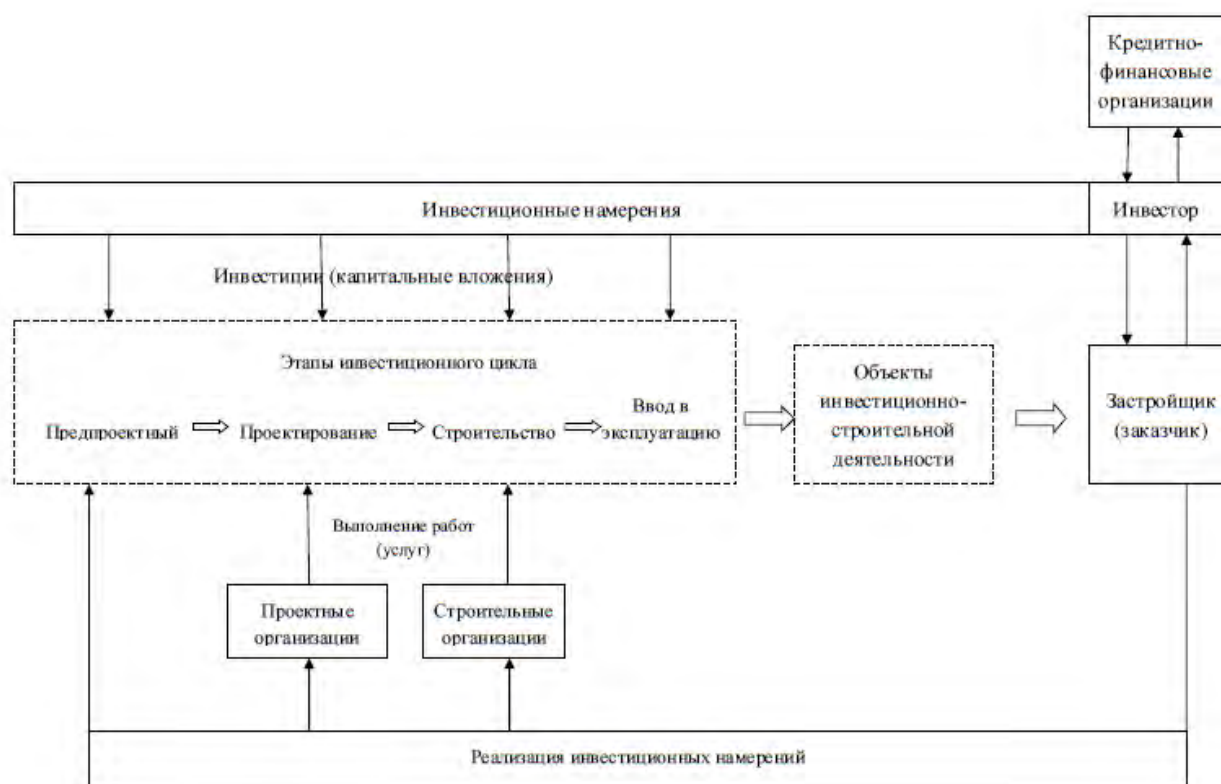 Кредитно-
финансовые
организации
Инвестиционные намерения
Инвестор
Инвестиции (капитальные вложения)
Этапы инвестиционного цикла
Предпроектный
Проектирование
Строительство
Ввод в
эксплуатацию
Объекты
инвестиционно-
строительной
деятельности
Застройщик
(заказчик)
Выполнение работ
(услуг)
Проектные
организации
Строительные
организации
Реализация инвестиционных намерений